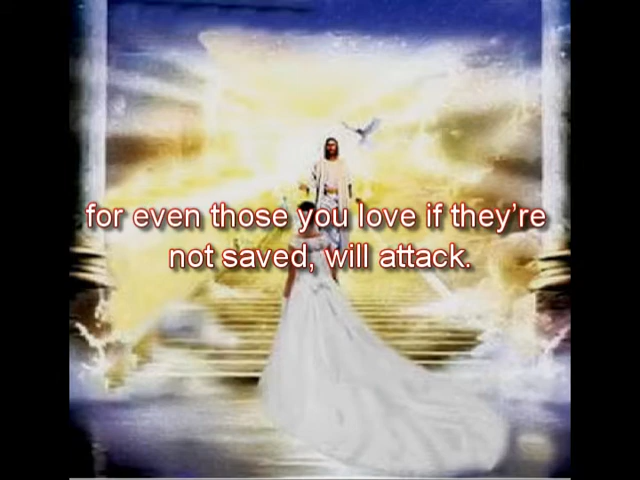 for even those you love if they’re
not saved, will attack.